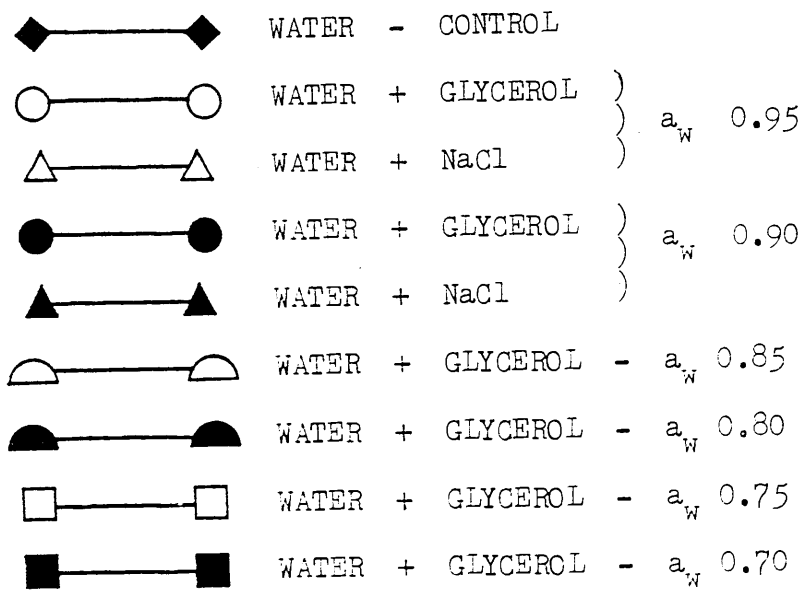 WATER - CONTROL
WATER + GLYCEROL )
) a_w 0.95
WATER + NaCl )
WATER + GLYCEROL )
) a_w 0.90
WATER + NaCl )
WATER + GLYCEROL - a_w 0.85
WATER + GLYCEROL - a_w 0.80
WATER + GLYCEROL - a_w 0.75
WATER + GLYCEROL - a_w 0.70